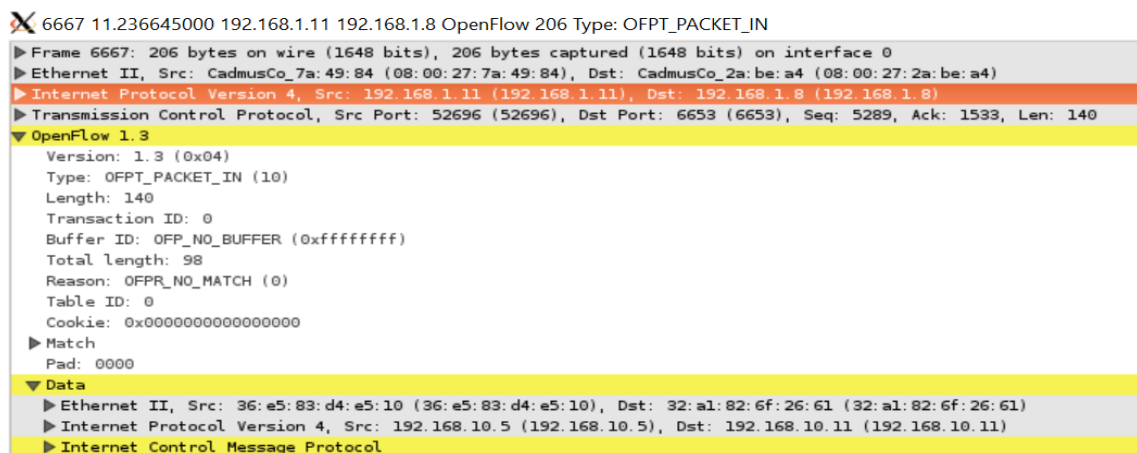 6667 11.236645000 192.168.1.11 192.168.1.8 OpenFlow 206 Type: OFPT_PACKET_IN
Frame 6667: 206 bytes on wire (1648 bits), 206 bytes captured (1648 bits) on interface 0
Ethernet II, Src: CadmusCo_7a:49:84 (08:00:27:7a:49:84), Dst: CadmusCo_2a:be:a4 (08:00:27:2a:be:a4)
Internet Protocol Version 4, Src: 192.168.1.11 (192.168.1.11), Dst: 192.168.1.8 (192.168.1.8)
Transmission Control Protocol, Src Port: 52696 (52696), Dst Port: 6653 (6653), Seq: 5289, Ack: 1533, Len: 140
OpenFlow 1.3
Version: 1.3 (0x04)
Type: OFPT_PACKET_IN (10)
Length: 140
Transaction ID: 0
Buffer ID: OFP_NO_BUFFER (0xffffffff)
Total length: 98
Reason: OFPR_NO_MATCH (0)
Table ID: 0
Cookie: 0x0000000000000000
Match
Pad: 0000
Data
Ethernet II, Src: 36:e5:83:d4:e5:10 (36:e5:83:d4:e5:10), Dst: 32:a1:82:6f:26:61 (32:a1:82:6f:26:61)
Internet Protocol Version 4, Src: 192.168.10.5 (192.168.10.5), Dst: 192.168.10.11 (192.168.10.11)
Internet Control Message Protocol